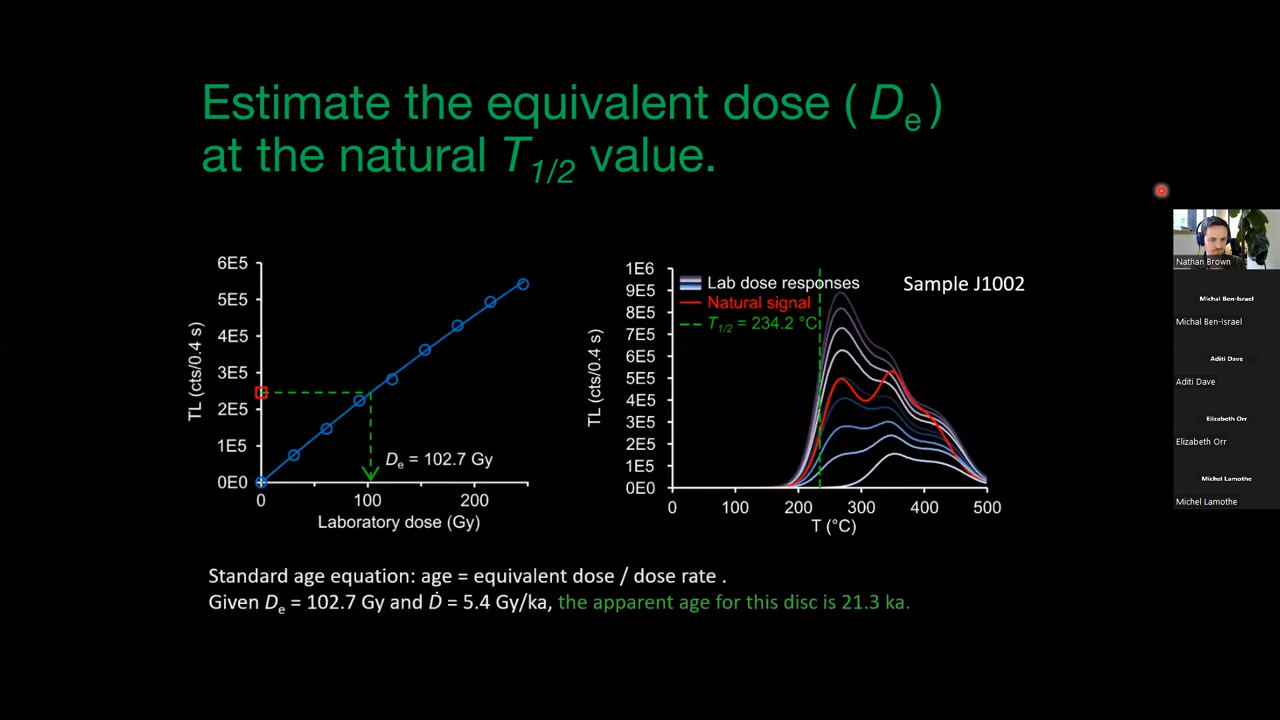 Estimate the equivalent dose ( De )
at the natural T1/2 value.
6E5
5E5
4E5
3E5
2E5
1E5
0E0
TL (cts/0.4 s)
0
100
200
Laboratory dose (Gy)
De = 102.7 Gy
1E6
9E5
8E5
7E5
6E5
5E5
4E5
3E5
2E5
1E5
0E0
TL (cts/0.4 s)
0
100
200
300
400
500
T (°C)
Lab dose responses
Natural signal
T1/2 = 234.2 °C
Sample J1002
Standard age equation: age = equivalent dose / dose rate .
Given De = 102.7 Gy and Ḋ = 5.4 Gy/ka, the apparent age for this disc is 21.3 ka.
Nathan Brown
Michal Ben-Israel
Michal Ben-Israel
Aditi Dave
Aditi Dave
Elizabeth Orr
Elizabeth Orr
Michel Lamothe
Michel Lamothe